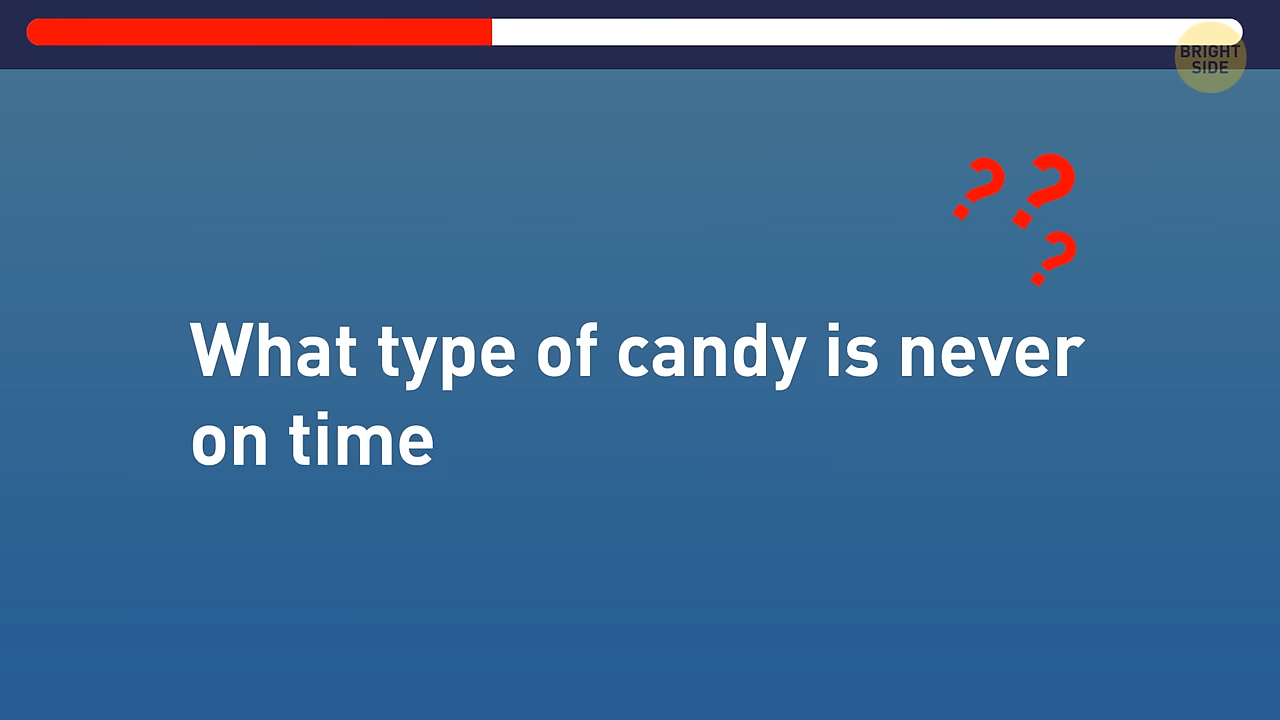 BRIGHT
SIDE
? ?
?
What type of candy is never
on time